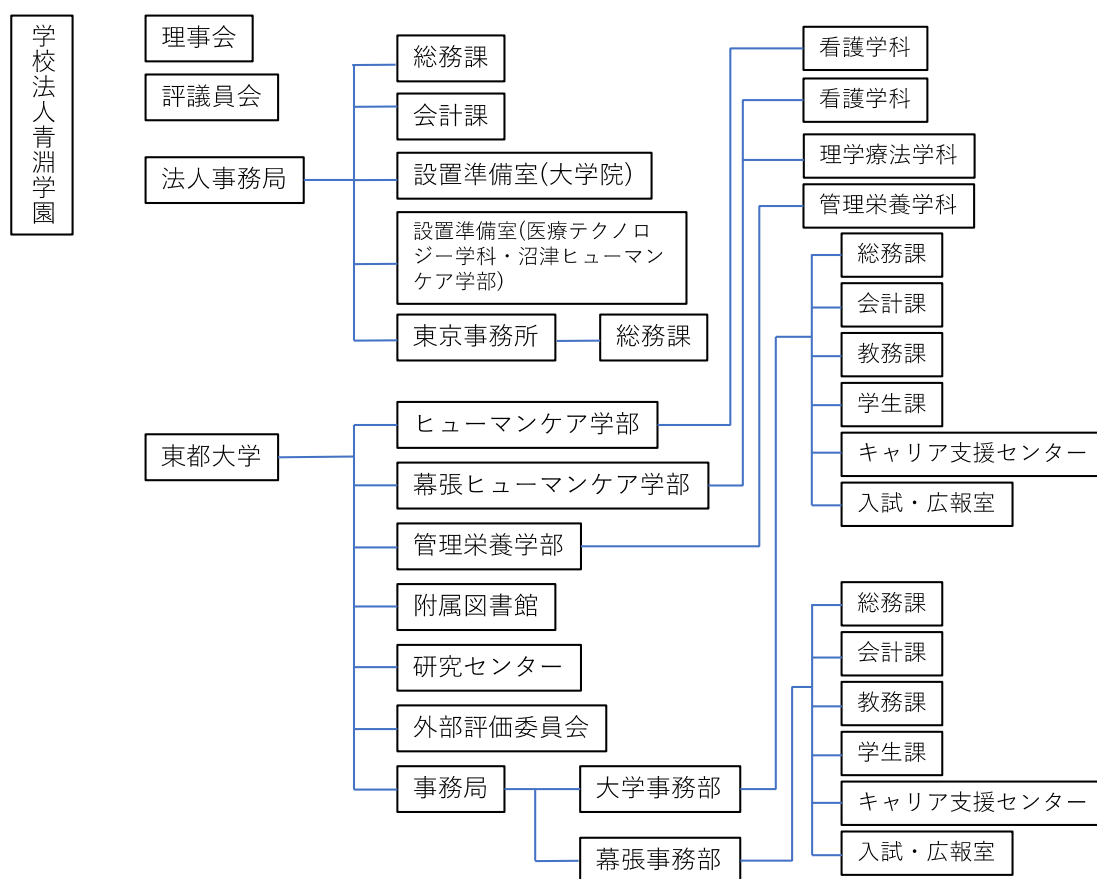 学校法人青淵学園
理事会
評議員会
法人事務局
総務課
会計課
設置準備室(大学院)
設置準備室(医療テクノロ
ジー学科・沼津ヒューマン
ケア学部)
東京事務所
総務課
東都大学
ヒューマンケア学部
幕張ヒューマンケア学部
管理栄養学部
附属図書館
研究センター
外部評価委員会
事務局
大学事務部
幕張事務部
看護学科
看護学科
理学療法学科
管理栄養学科
総務課
会計課
教務課
学生課
キャリア支援センター
入試・広報室
総務課
会計課
教務課
学生課
キャリア支援センター
入試・広報室